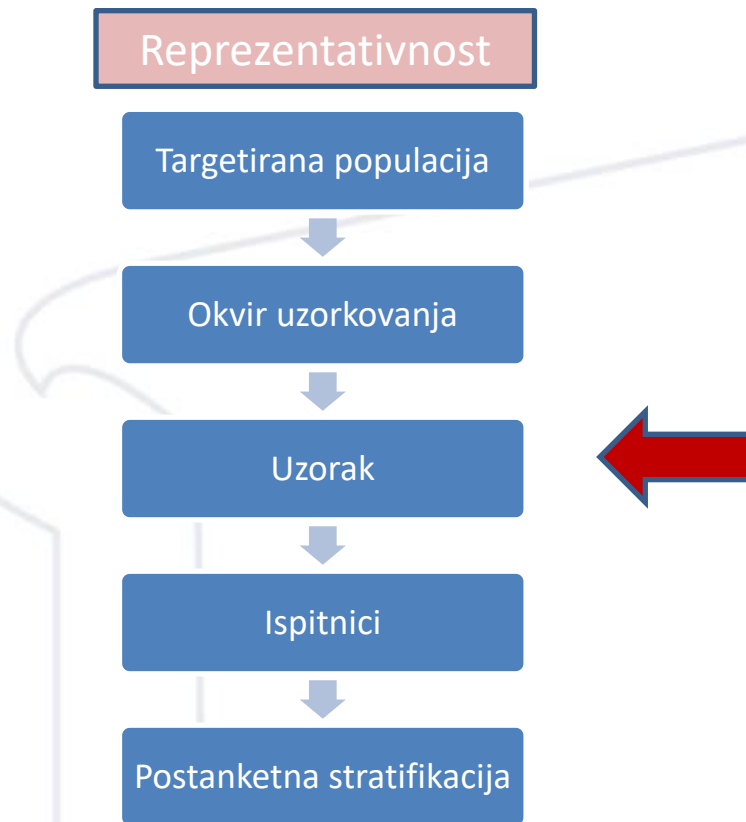 Reprezentativnost
Targetirana populacija
Okvir uzorkovanja
Uzorak
Ispitnici
Postanketna stratifikacija